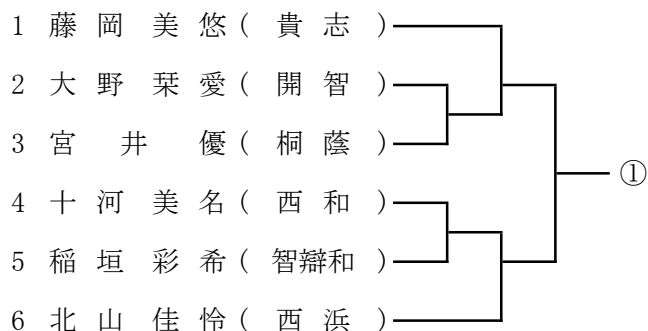 1 藤岡美悠(貴志)
2 大野栞愛(開智)
3 宮井優(桐蔭)
①
4 十河美名(西和)
5 稲垣彩希(智辯和)
6 北山佳怜(西浜)